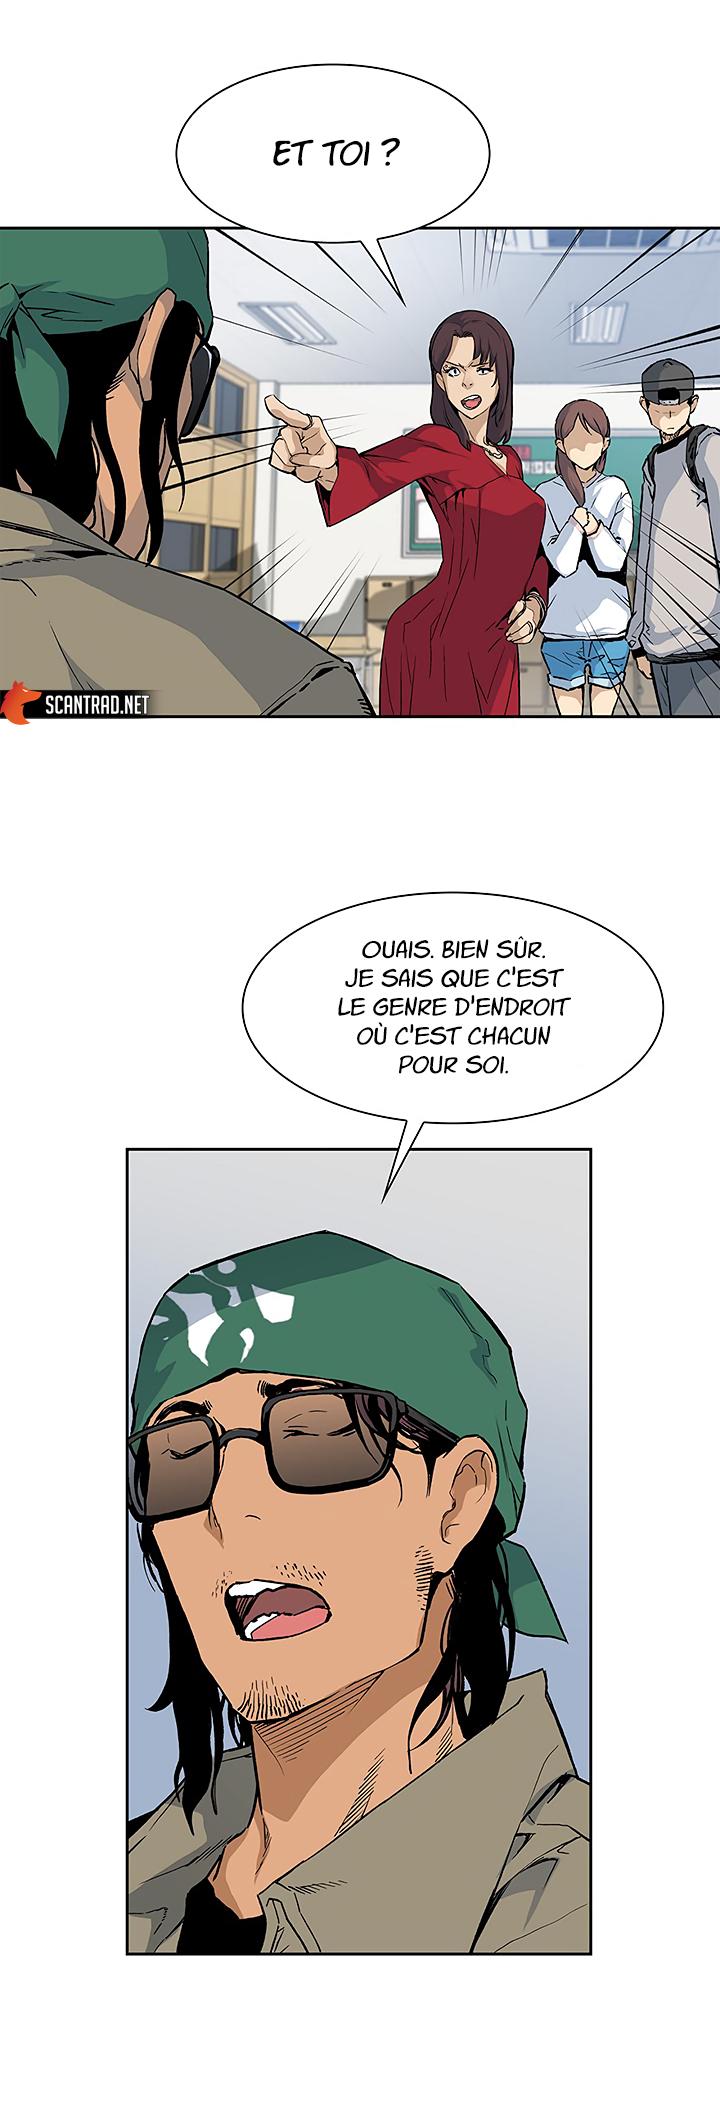 ET TOI ?
SCANTRAD.NET
OUAIS. BIEN SÛR.
JE SAIS QUE C'EST
LE GENRE D'ENDROIT
OÙ C'EST CHACUN
POUR SOI.